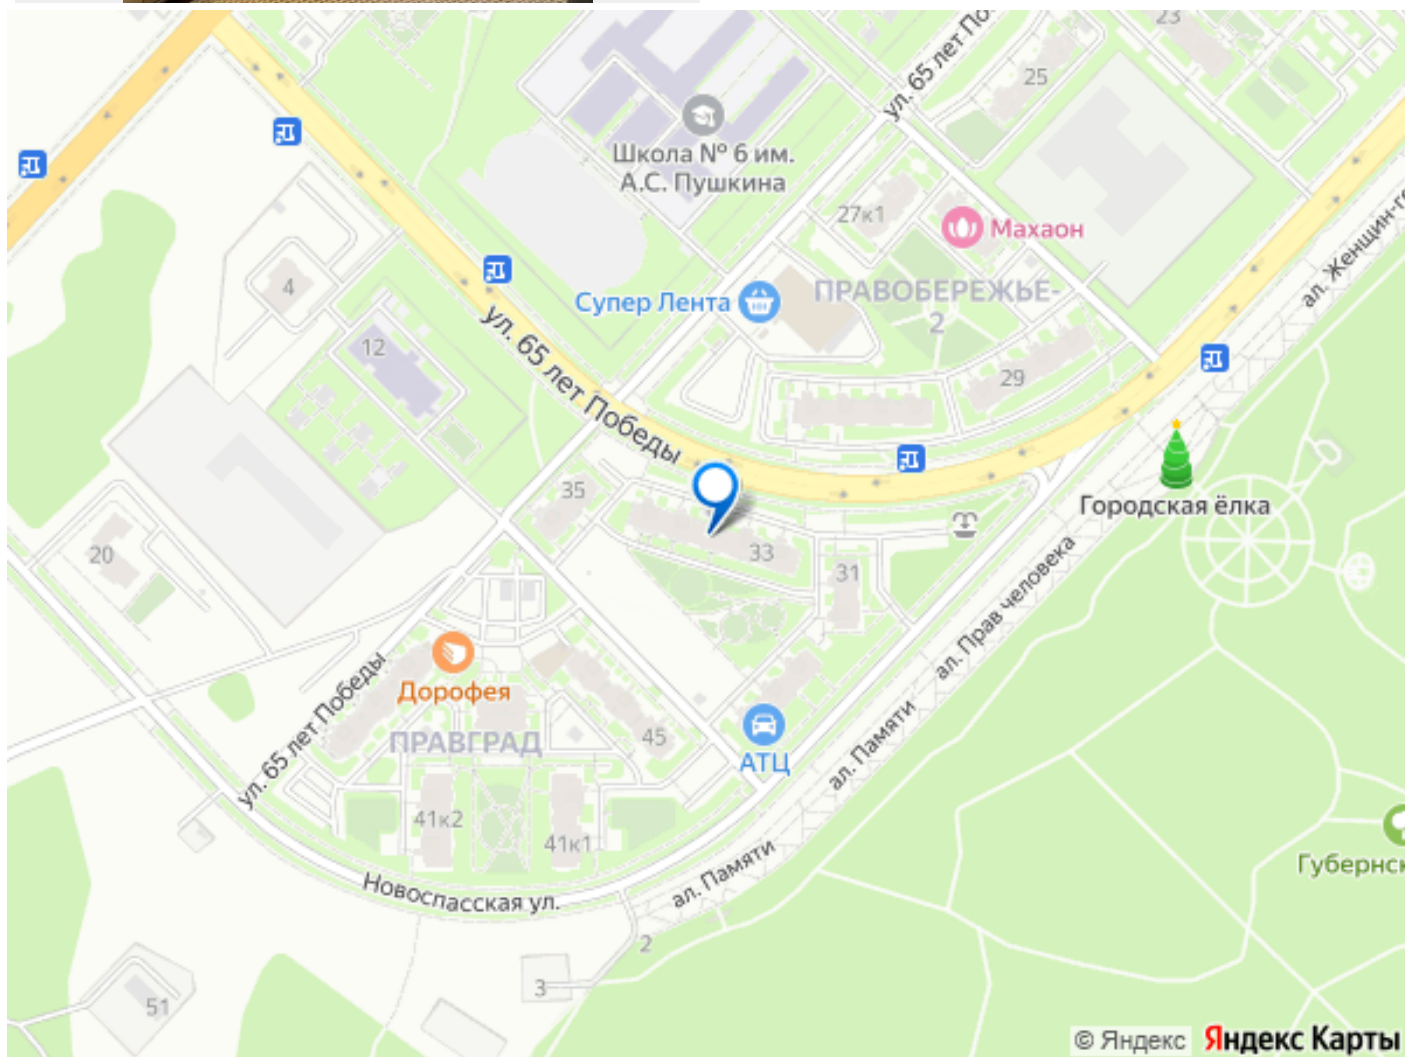 23
ул. 65 лет По
25
Школа № 6 им.
А.С. Пушкина
27к1
Махаон
ал. Женщин-ге
4
Супер Лента
ПРАВОБЕРЕЖЬЕ-
2
12
ул. 65 лет Победы
29
35
Городская ёлка
20
33
31
ал. Прав человека
Дорофея
ул. 65 лет Победы
ПРАВГРАД
45
АТЦ
ал. Памяти
41к2
41к1
Губернск
ал. Памяти
Новоспасская ул.
2
3
51
© Яндекс Яндекс Карты